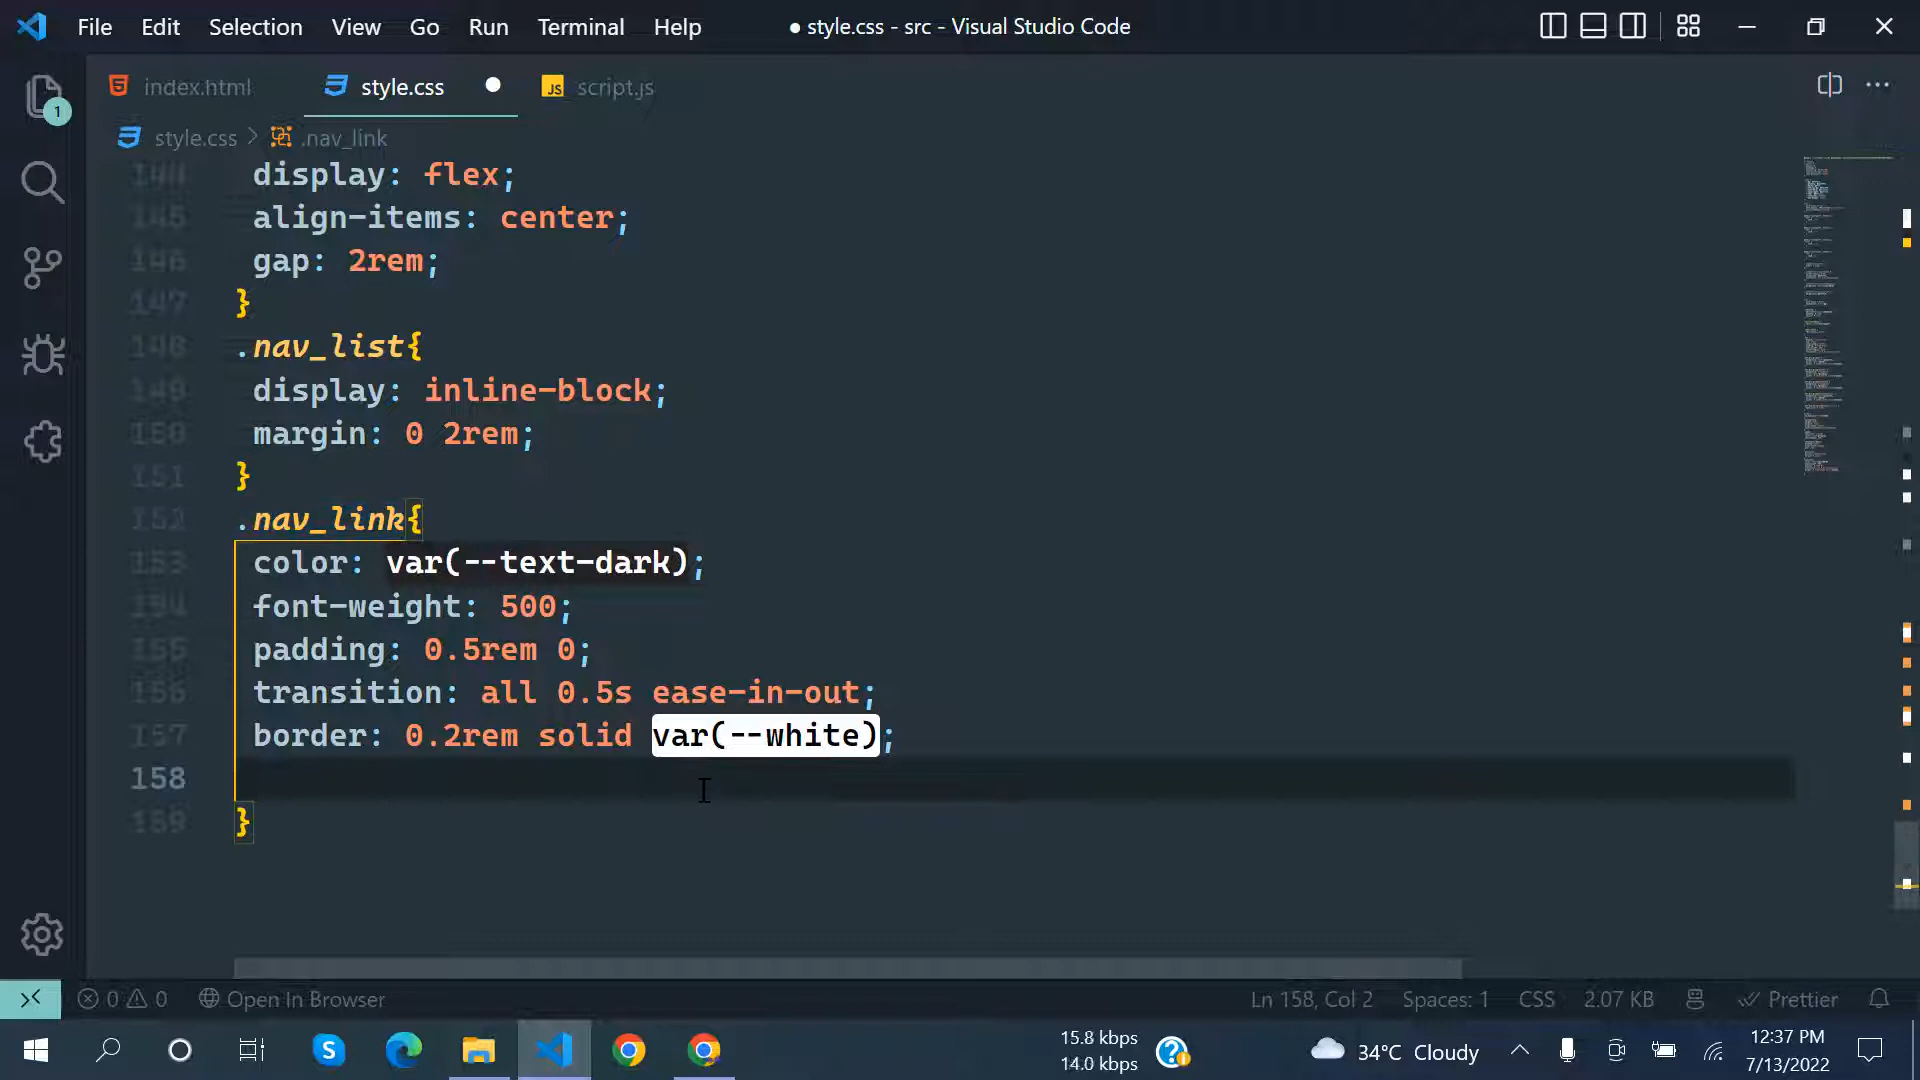 File Edit Selection View Go Run Terminal Help
● style.css - src - Visual Studio Code
index.html
style.css
JS script.js
1
style.css > .nav_link
144 display: flex;
145 align-items: center;
146 gap: 2rem;
147 }
148 .nav_list{
149 display: inline-block;
150 margin: 0 2rem;
151 }
152 .nav_link{
153 color: var(--text-dark);
154 font-weight: 500;
155 padding: 0.5rem 0;
156 transition: all 0.5s ease-in-out;
157 border: 0.2rem solid var(--white);
158
159 }
0 0 Open In Browser
Ln 158, Col 2 Spaces: 1 CSS 2.07 KB Prettier
15.8 kbps
14.0 kbps
34°C Cloudy
12:37 PM
7/13/2022